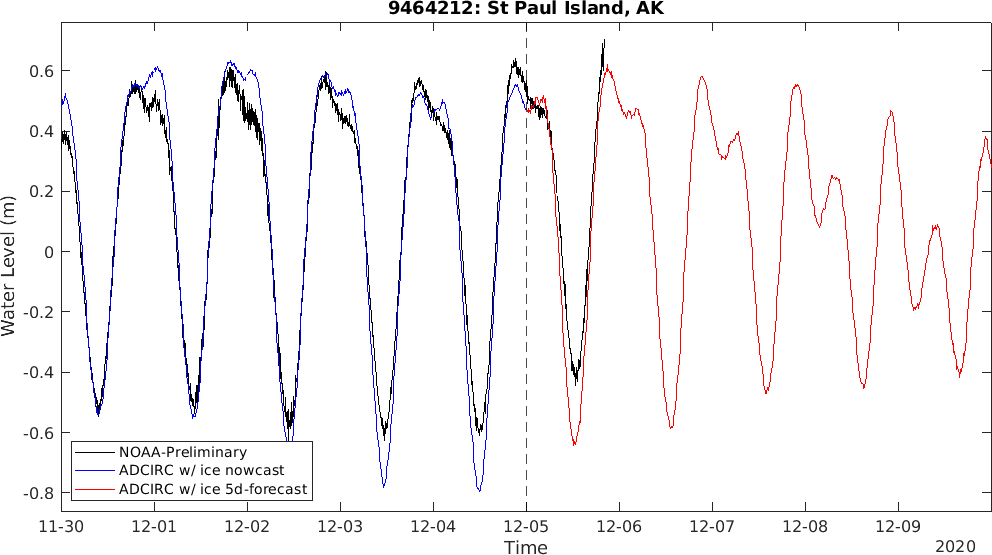 9464212: St Paul Island, AK
Water Level (m)
0.6
0.4
0.2
0
-0.2
-0.4
-0.6
-0.8
NOAA-Preliminary
ADCIRC w/ ice nowcast
ADCIRC w/ ice 5d-forecast
11-30 12-01 12-02 12-03 12-04 12-05 12-06 12-07 12-08 12-09
Time
2020